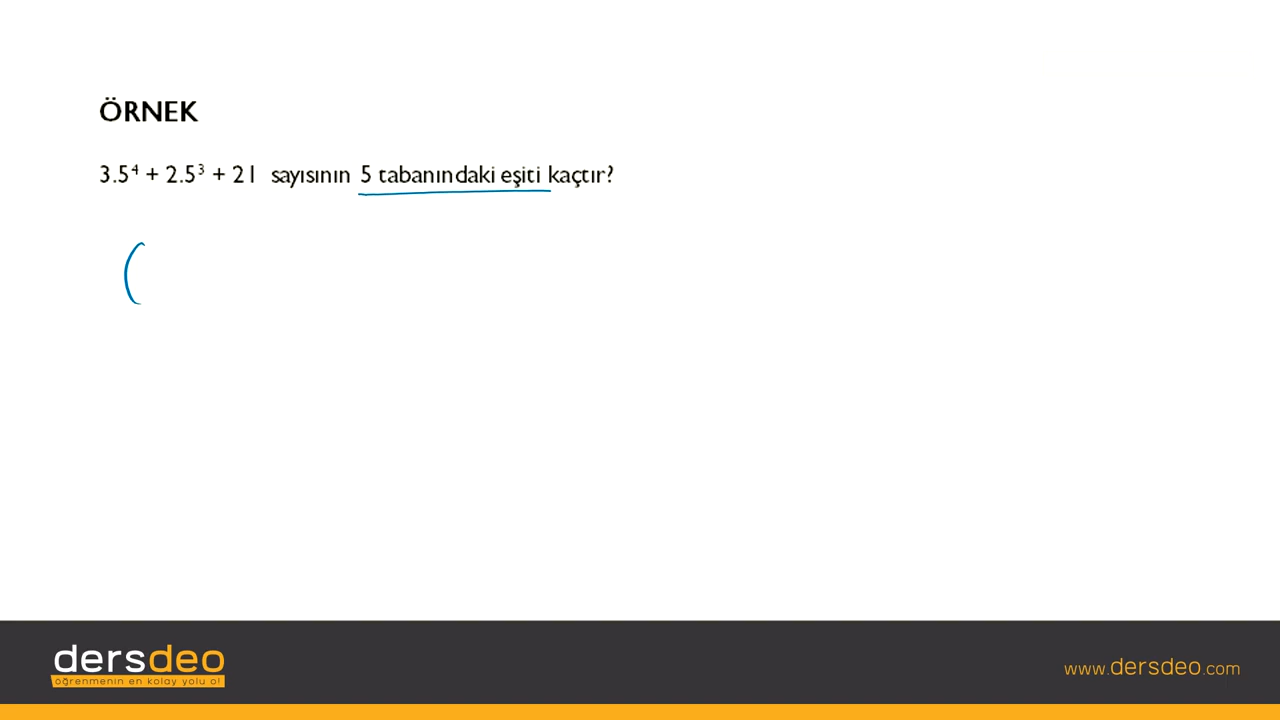 ÖRNEK
3.5⁴ + 2.5³ + 21 sayısının 5 tabanındaki eşiti kaçtır?
(
dersdeo
öğrenmenin en kolay yolu o!
www.dersdeo.com